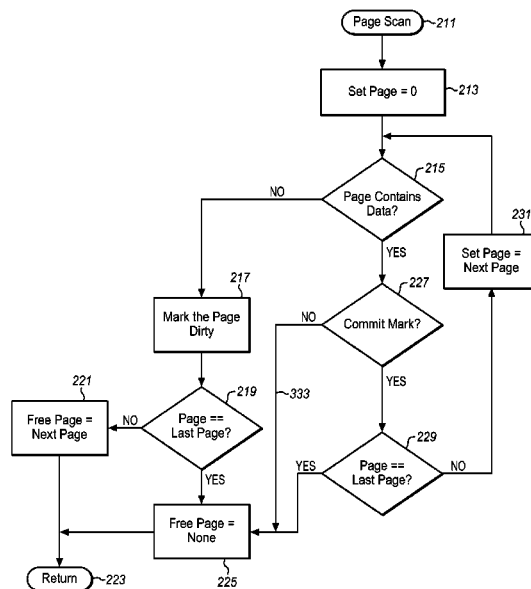 Page Scan
211
Set Page = 0
213
215
Page Contains
Data?
NO
YES
231
Set Page =
Next Page
217
Mark the Page
Dirty
227
Commit Mark?
NO
YES
333
221
Free Page =
Next Page
219
Page ==
Last Page?
NO
YES
229
Page ==
Last Page?
YES
NO
Free Page =
None
225
Return
223